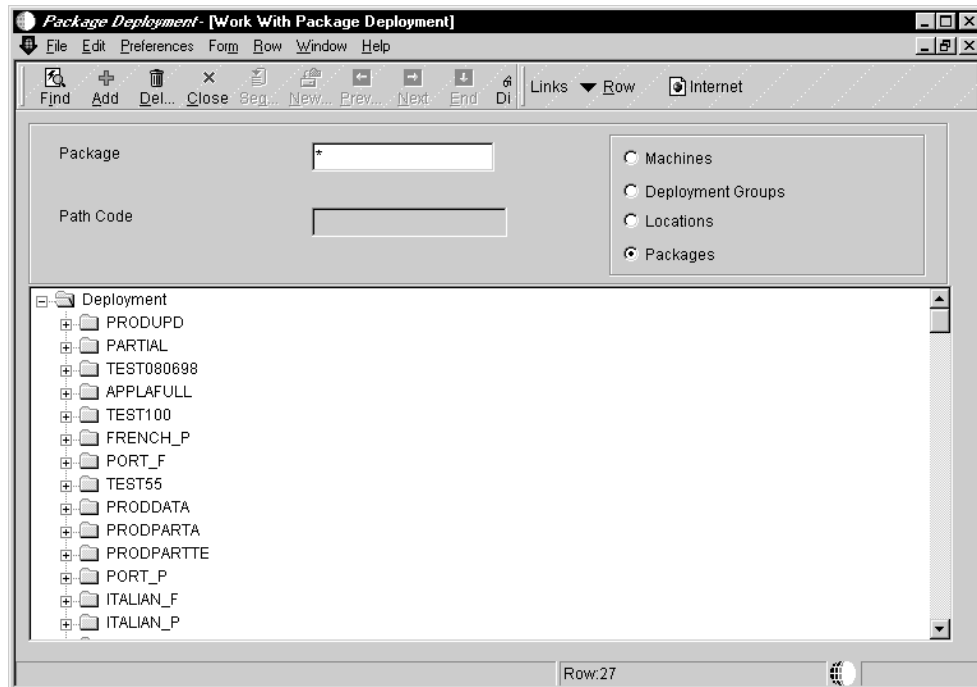 Package Deployment - [Work With Package Deployment]
File Edit Preferences Form Row Window Help
Find Add Del... Close Seq... New... Prev... Next End Di Links Row Internet
Package * Machines
Deployment Groups
Path Code Locations
Packages
Deployment
PRODUPD
PARTIAL
TEST080698
APPLAFULL
TEST100
FRENCH_P
PORT_F
TEST55
PRODDATA
PRODPARTA
PRODPARTTE
PORT_P
ITALIAN_F
ITALIAN_P
Row:27